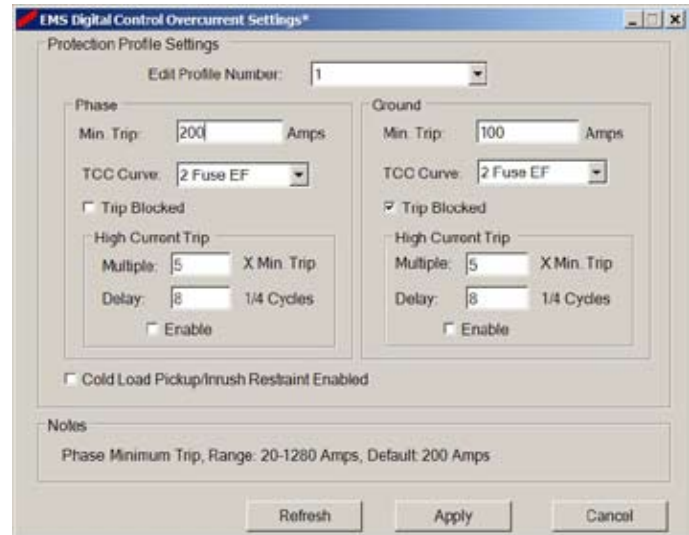 EMS Digital Control Overcurrent Settings*
Protection Profile Settings
Edit Profile Number: 1
Phase
Min. Trip: 200 Amps
TCC Curve: 2 Fuse EF
Trip Blocked
High Current Trip
Multiple: 5 X Min. Trip
Delay: 8 1/4 Cycles
Enable
Ground
Min. Trip: 100 Amps
TCC Curve: 2 Fuse EF
Trip Blocked
High Current Trip
Multiple: 5 X Min. Trip
Delay: 8 1/4 Cycles
Enable
Cold Load Pickup/Inrush Restraint Enabled
Notes
Phase Minimum Trip, Range: 20-1280 Amps, Default: 200 Amps
Refresh Apply Cancel